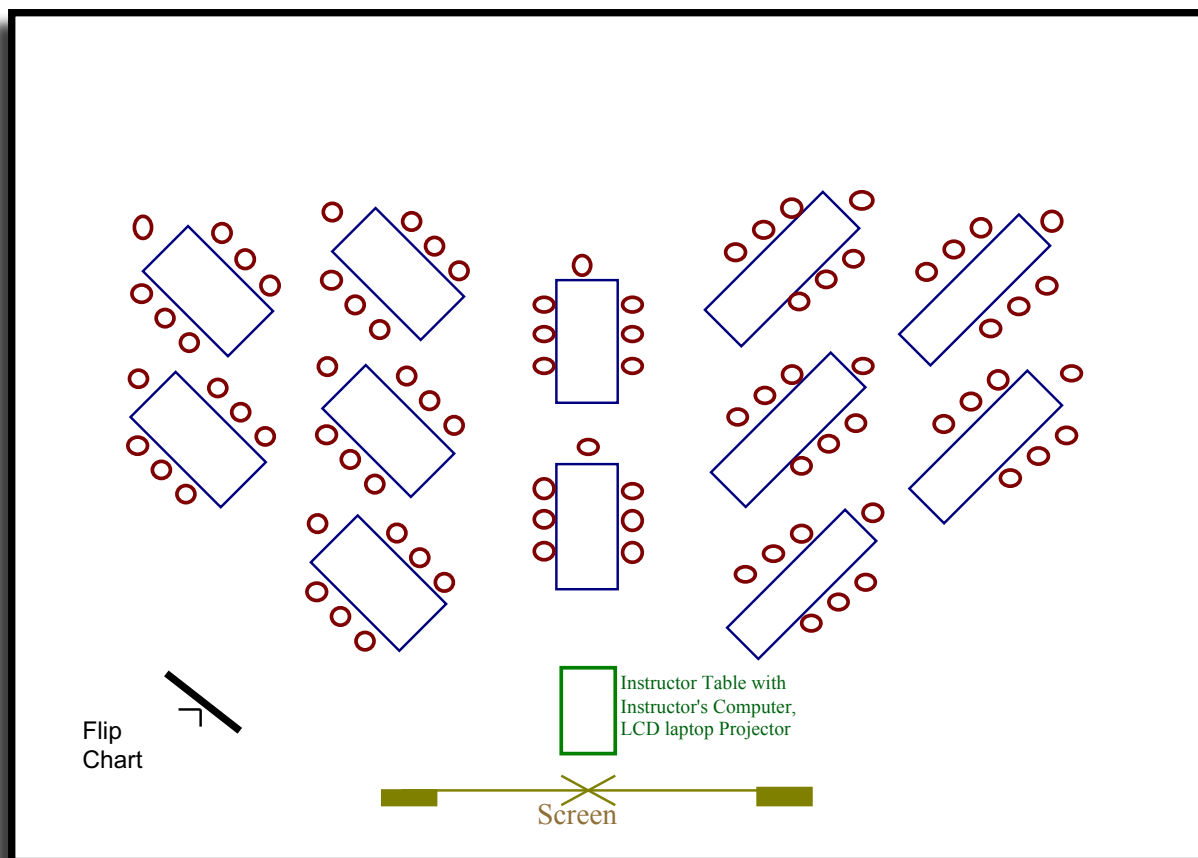 Instructor Table with
Instructor's Computer,
LCD laptop Projector
Flip
Chart
Screen